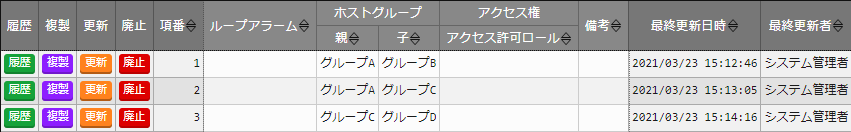 履歴 複製 更新 廃止 項番 ループアラーム ホストグループ アクセス権 備考 最終更新日時 最終更新者
親 子 アクセス許可ロール
履歴 複製 更新 廃止 1 グループA グループB 2021/03/23 15:12:46 システム管理者
履歴 複製 更新 廃止 2 グループA グループC 2021/03/23 15:13:05 システム管理者
履歴 複製 更新 廃止 3 グループC グループD 2021/03/23 15:14:16 システム管理者